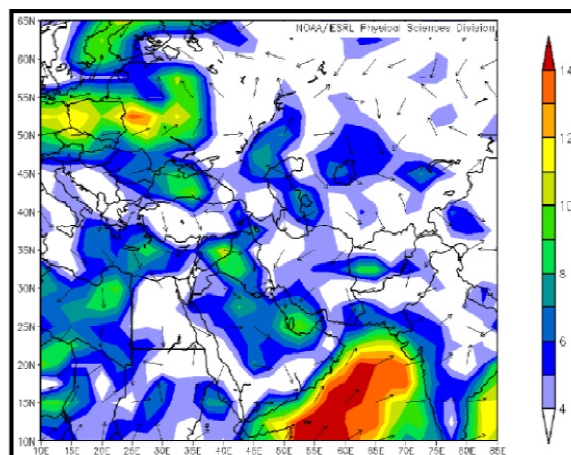 NOAA/ESRL Physical Sciences Division
65N
60N
55N
50N
45N
40N
35N
30N
25N
20N
15N
10N
10E 15E 20E 25E 30E 35E 40E 45E 50E 55E 60E 65E 70E 75E 80E 85E
14
12
10
8
6
4